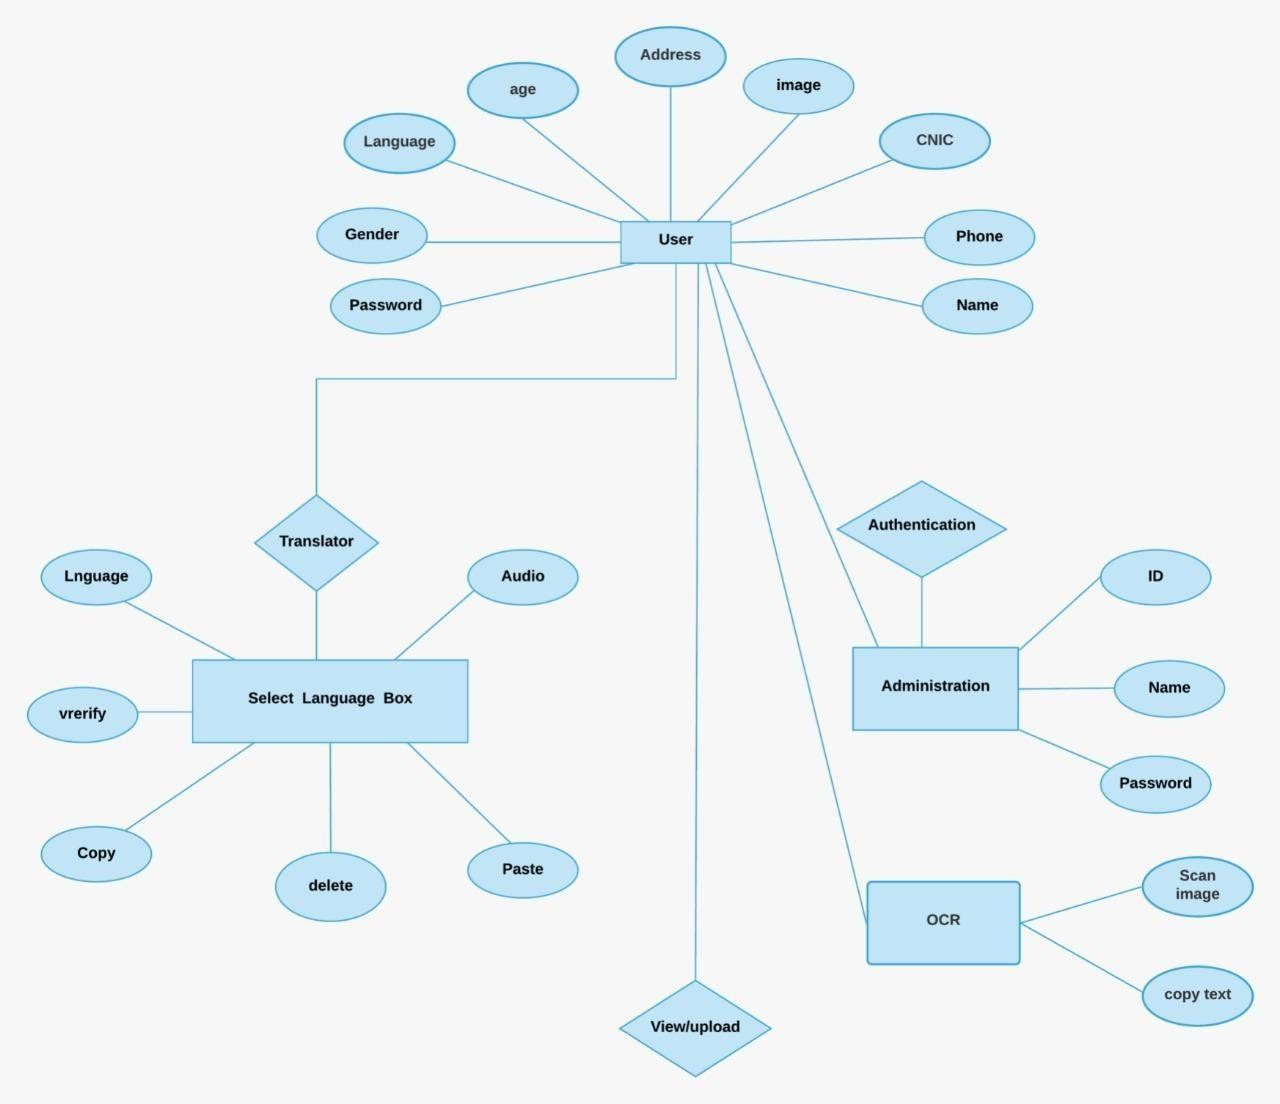 Address
image
age
CNIC
Language
Gender
User
Phone
Password
Name
Authentication
Translator
Lnguage
Audio
ID
Select Language Box
Administration
Name
vrerify
Password
Copy
delete
Paste
Scan
image
OCR
copy text
View/upload